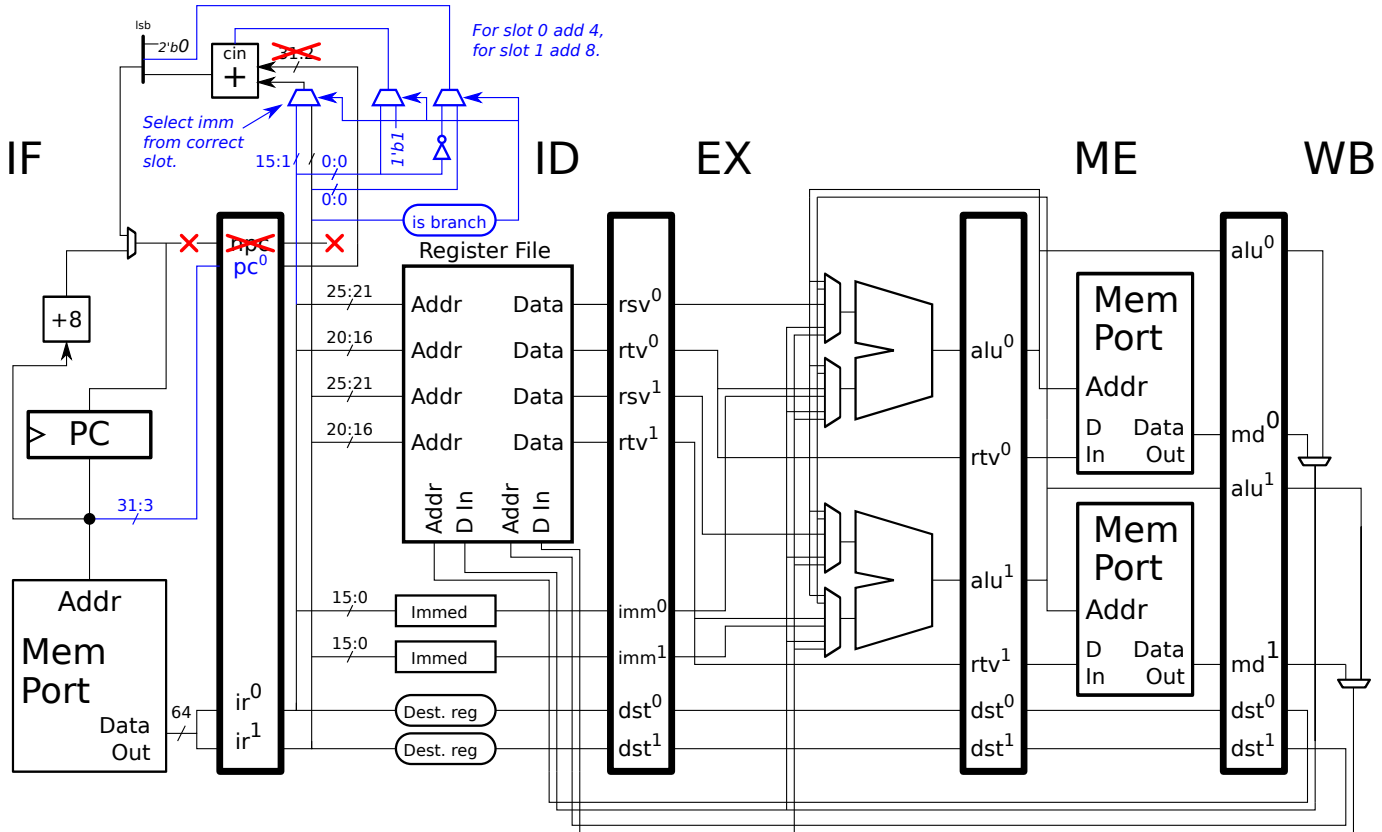 lsb
2'b0
cin
+
31:2
For slot 0 add 4,
for slot 1 add 8.
Select imm
from correct
slot.
15:1
0:0
0:0
1'b1
IF
ID
EX
ME
WB
is branch
npc
pc0
+8
PC
31:3
Addr
Mem
Port
Data
Out
64
ir0
ir1
Register File
25:21
Addr
Data
20:16
Addr
Data
25:21
Addr
Data
20:16
Addr
Data
Addr
D In
Addr
D In
15:0
Immed
15:0
Immed
Dest. reg
Dest. reg
rsv0
rtv0
rsv1
rtv1
imm0
imm1
dst0
dst1
alu0
rtv0
alu1
rtv1
dst0
dst1
Mem
Port
Addr
D Data
In Out
Mem
Port
Addr
D Data
In Out
alu0
md0
alu1
md1
dst0
dst1